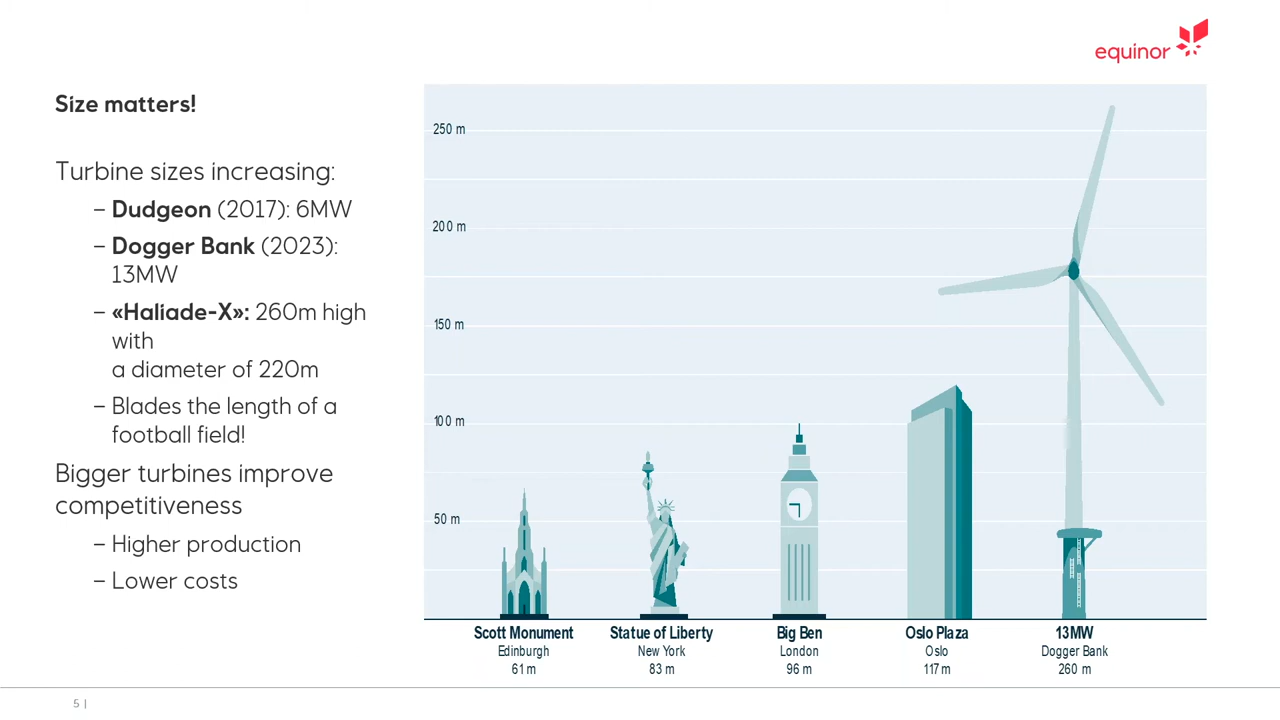 equinor
Size matters!
Turbine sizes increasing:
– Dudgeon (2017): 6MW
– Dogger Bank (2023):
13MW
– «Haliade-X»: 260m high
with
a diameter of 220m
– Blades the length of a
football field!
Bigger turbines improve
competitiveness
– Higher production
– Lower costs
250 m
200 m
150 m
100 m
50 m
Scott Monument
Edinburgh
61 m
Statue of Liberty
New York
83 m
Big Ben
London
96 m
Oslo Plaza
Oslo
117 m
13MW
Dogger Bank
260 m
5 |